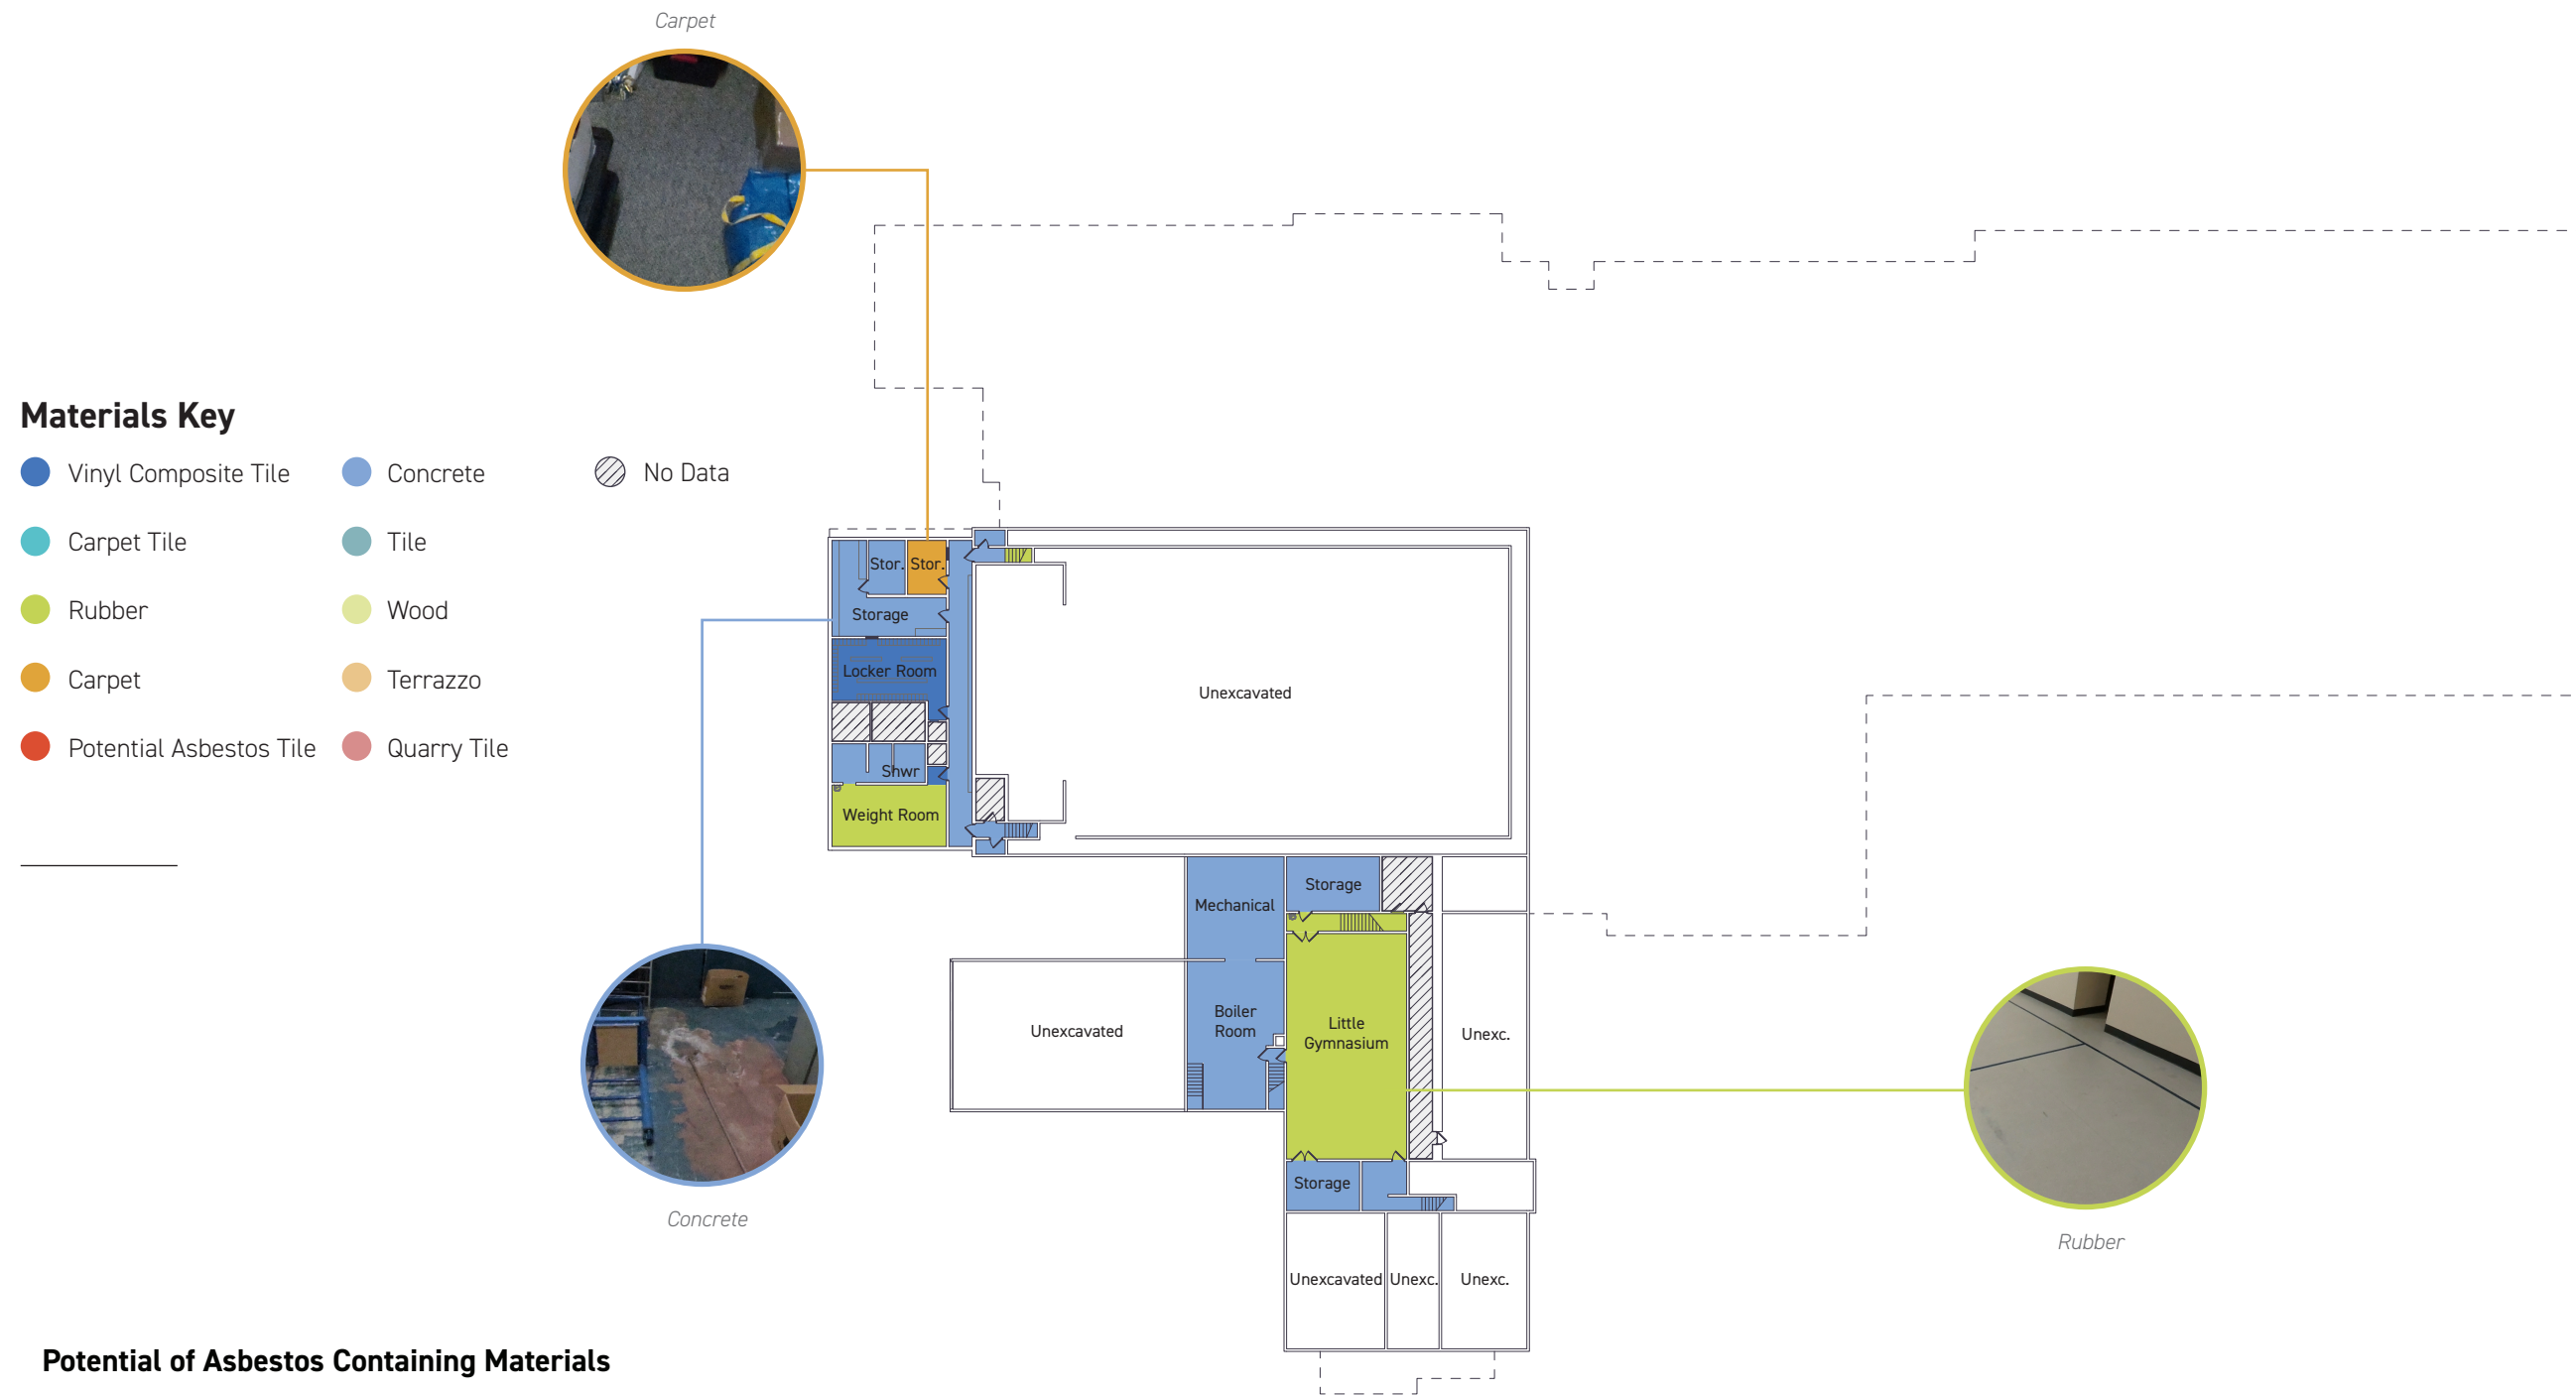 Carpet
Materials Key
Vinyl Composite Tile
Concrete
No Data
Carpet Tile
Tile
Rubber
Wood
Carpet
Terrazzo
Potential Asbestos Tile
Quarry Tile
Stor.
Stor.
Storage
Locker Room
Shwr
Weight Room
Unexcavated
Mechanical
Storage
Boiler
Room
Little
Gymnasium
Unexcavated
Unexc.
Storage
Unexcavated
Unexc.
Unexc.
Concrete
Rubber
Potential of Asbestos Containing Materials